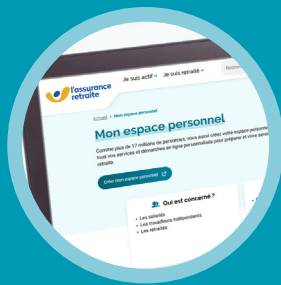 l'assurance
retraite
Je suis actif
Je suis retraité
Accueil > Mon espace personnel
Mon espace personnel
Comme plus de 17 millions de personnes, vous aussi créez votre espace personnel
tous vos services et démarches en ligne personnalisés pour préparer et vivre
retraite.
Créer mon espace personnel
Qui est concerné ?
• Les salariés
• Les travailleurs indépendants
• Les retraités